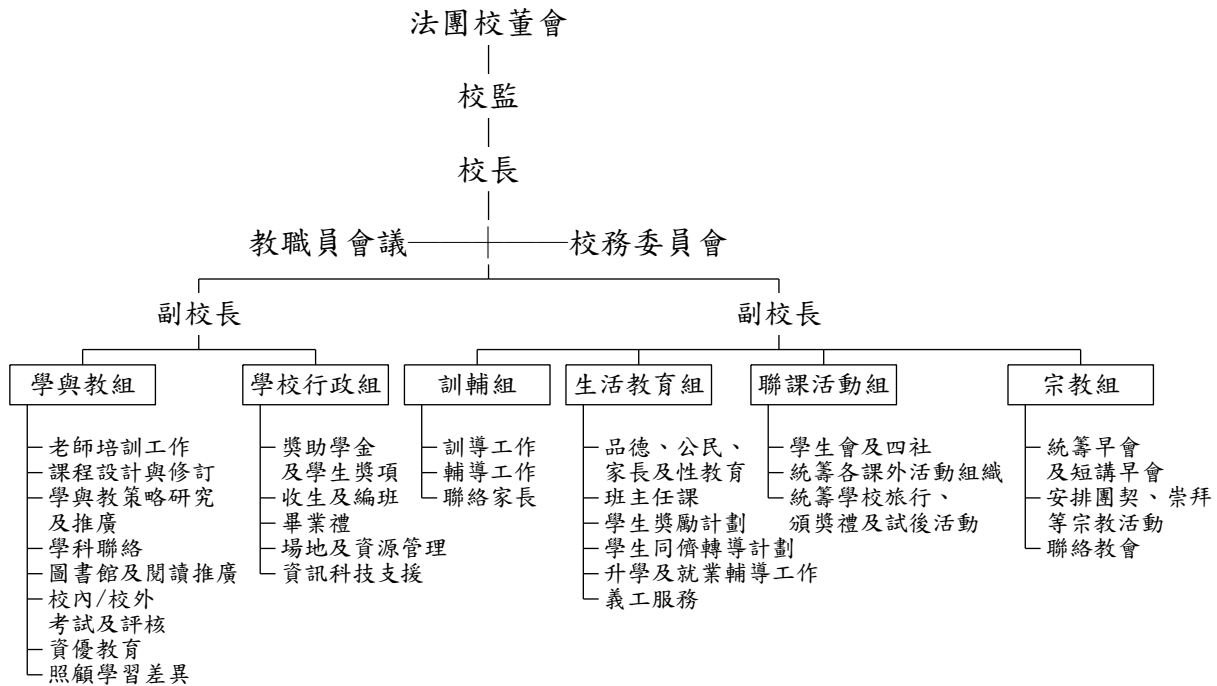 法團校董會
校監
校長
教職員會議
校務委員會
副校長
副校長
學與教組
老師培訓工作
課程設計與修訂
學與教策略研究
及推廣
學科聯絡
圖書館及閱讀推廣
校內/校外
考試及評核
資優教育
照顧學習差異
學校行政組
獎助學金
及學生獎項
收生及編班
畢業禮
場地及資源管理
資訊科技支援
訓輔組
訓導工作
輔導工作
聯絡家長
生活教育組
品德、公民、
家長及性教育
班主任課
學生獎勵計劃
學生同儕轉導計劃
升學及就業輔導工作
義工服務
聯課活動組
學生會及四社
統籌各課外活動組織
統籌學校旅行、
頒獎禮及試後活動
宗教組
統籌早會
及短講早會
安排團契、崇拜
等宗教活動
聯絡教會